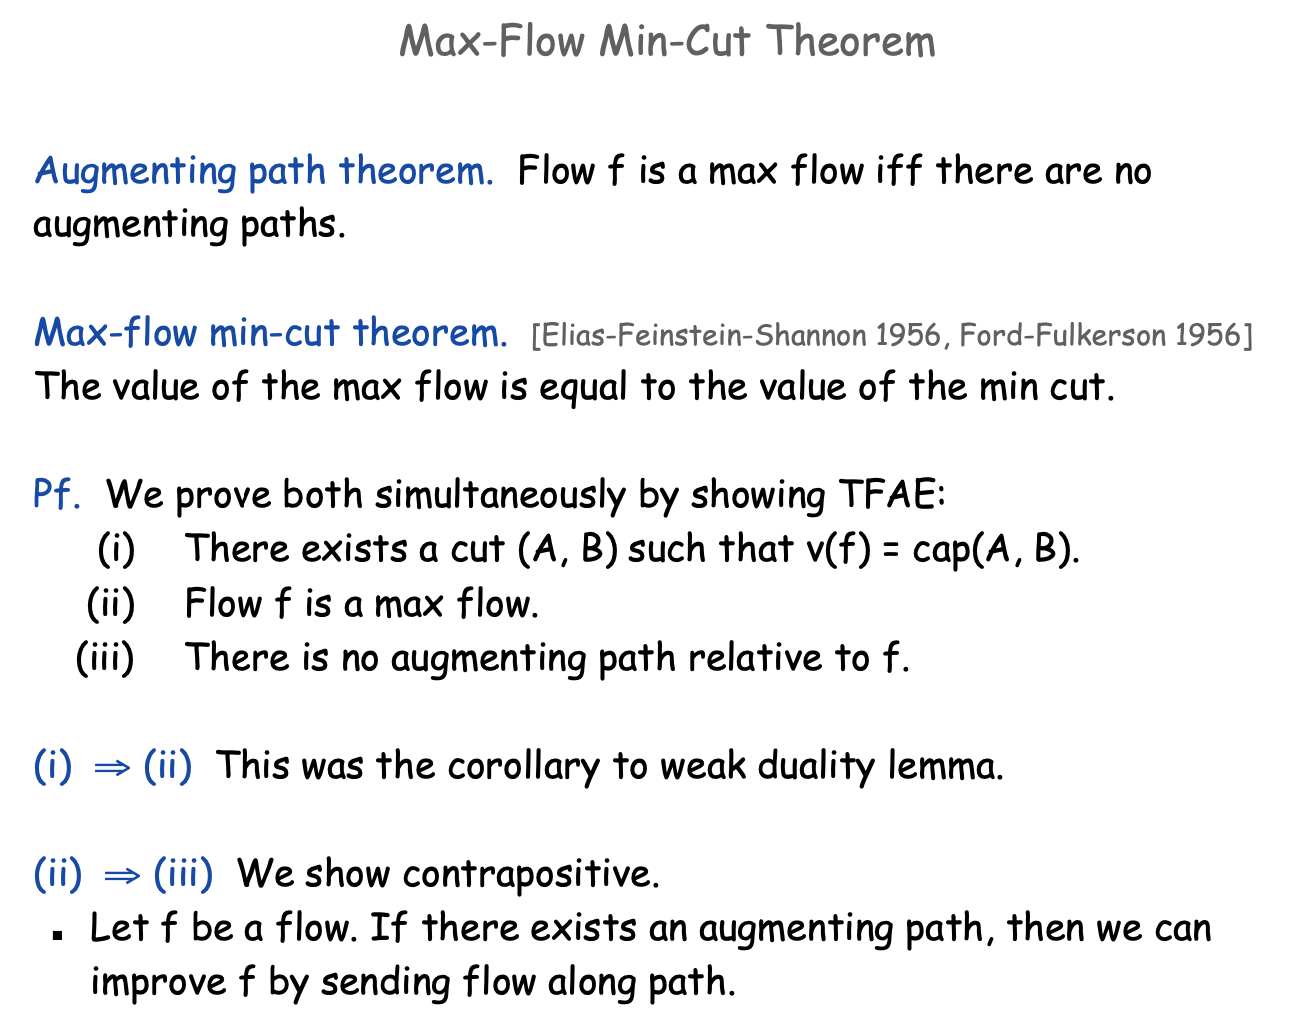 Max-Flow Min-Cut Theorem
Augmenting path theorem. Flow f is a max flow iff there are no
augmenting paths.
Max-flow min-cut theorem. [Elias-Feinstein-Shannon 1956, Ford-Fulkerson 1956]
The value of the max flow is equal to the value of the min cut.
Pf. We prove both simultaneously by showing TFAE:
(i) There exists a cut (A, B) such that v(f) = cap(A, B).
(ii) Flow f is a max flow.
(iii) There is no augmenting path relative to f.
(i) ⇒ (ii) This was the corollary to weak duality lemma.
(ii) ⇒ (iii) We show contrapositive.
▪ Let f be a flow. If there exists an augmenting path, then we can
improve f by sending flow along path.